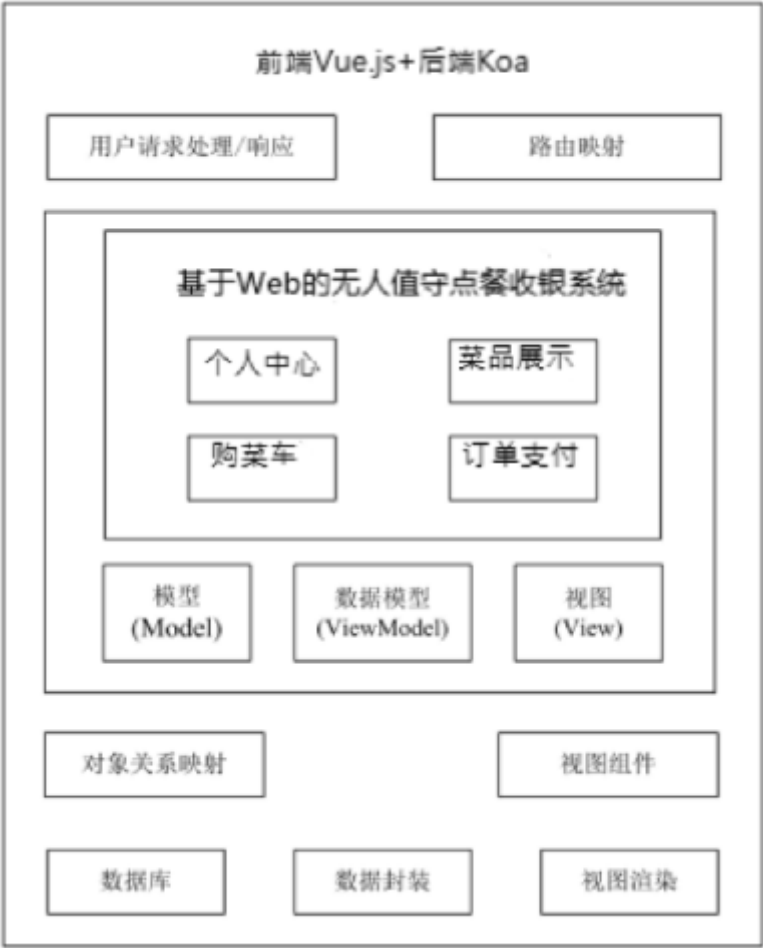 前端Vue.js+后端Koa
用户请求处理/响应
路由映射
基于Web的无人值守点餐收银系统
个人中心
菜品展示
购菜车
订单支付
模型
(Model)
数据模型
(ViewModel)
视图
(View)
对象关系映射
视图组件
数据库
数据封装
视图渲染